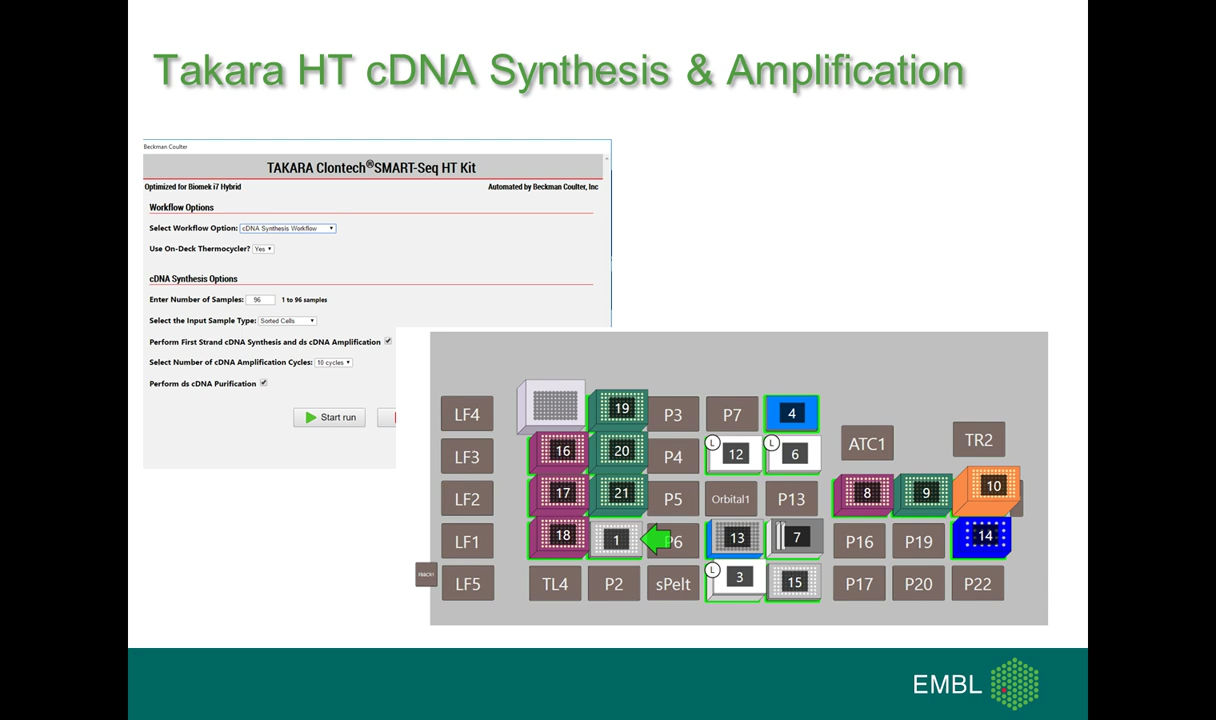 Takara HT cDNA Synthesis & Amplification
Beckman Coulter
TAKARA Clontech®SMART-Seq HT Kit
Optimized for Biomek i7 Hybrid Automated by Beckman Coulter, Inc
Workflow Options
Select Workflow Option: cDNA Synthesis Workflow
Use On-Deck Thermocycler? Yes
cDNA Synthesis Options
Enter Number of Samples: 96 1 to 96 samples
Select the Input Sample Type: Sorted Cells
Perform First Strand cDNA Synthesis and ds cDNA Amplification
Select Number of cDNA Amplification Cycles: 10 cycles
Perform ds cDNA Purification
Start run
LF4 19 P3 P7 4
ATC1 TR2
LF3 16 20 P4 L 12 L 6
LF2 17 21 P5 Orbital1 P13 8 9 10
LF1 18 1 P6 13 7 P16 P19 14
LF5 TL4 P2 sPelt L 3 15 P17 P20 P22
EMBL